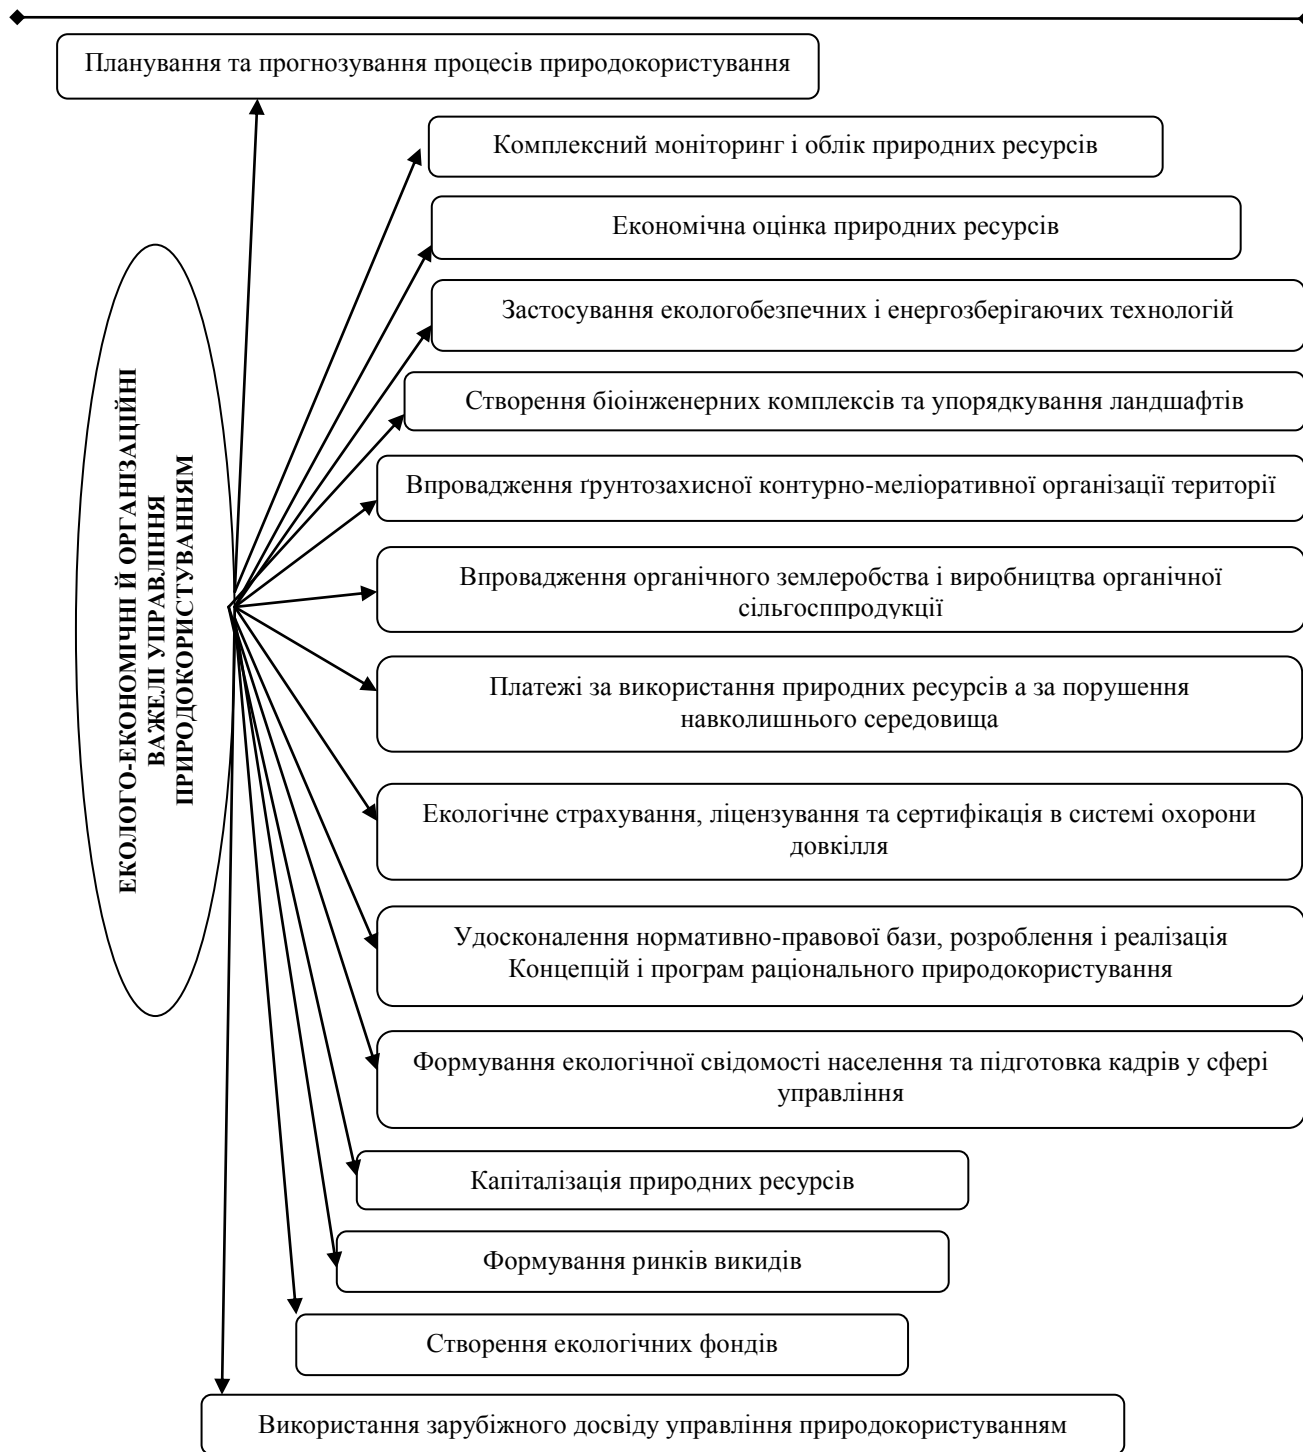 Планування та прогнозування процесів природокористування
Комплексний моніторинг і облік природних ресурсів
Економічна оцінка природних ресурсів
Застосування екологобезпечних і енергозберігаючих технологій
Створення біоінженерних комплексів та упорядкування ландшафтів
ЕКОЛОГО-ЕКОНОМІЧНІ Й ОРГАНІЗАЦІЙНІ
ВАЖЕЛІ УПРАВЛІННЯ
ПРИРОДОКОРИСТУВАННЯМ
Впровадження ґрунтозахисної контурно-меліоративної організації території
Впровадження органічного землеробства і виробництва органічної
сільгосппродукції
Платежі за використання природних ресурсів а за порушення
навколишнього середовища
Екологічне страхування, ліцензування та сертифікація в системі охорони
довкілля
Удосконалення нормативно-правової бази, розроблення і реалізація
Концепцій і програм раціонального природокористування
Формування екологічної свідомості населення та підготовка кадрів у сфері
управління
Капіталізація природних ресурсів
Формування ринків викидів
Створення екологічних фондів
Використання зарубіжного досвіду управління природокористуванням